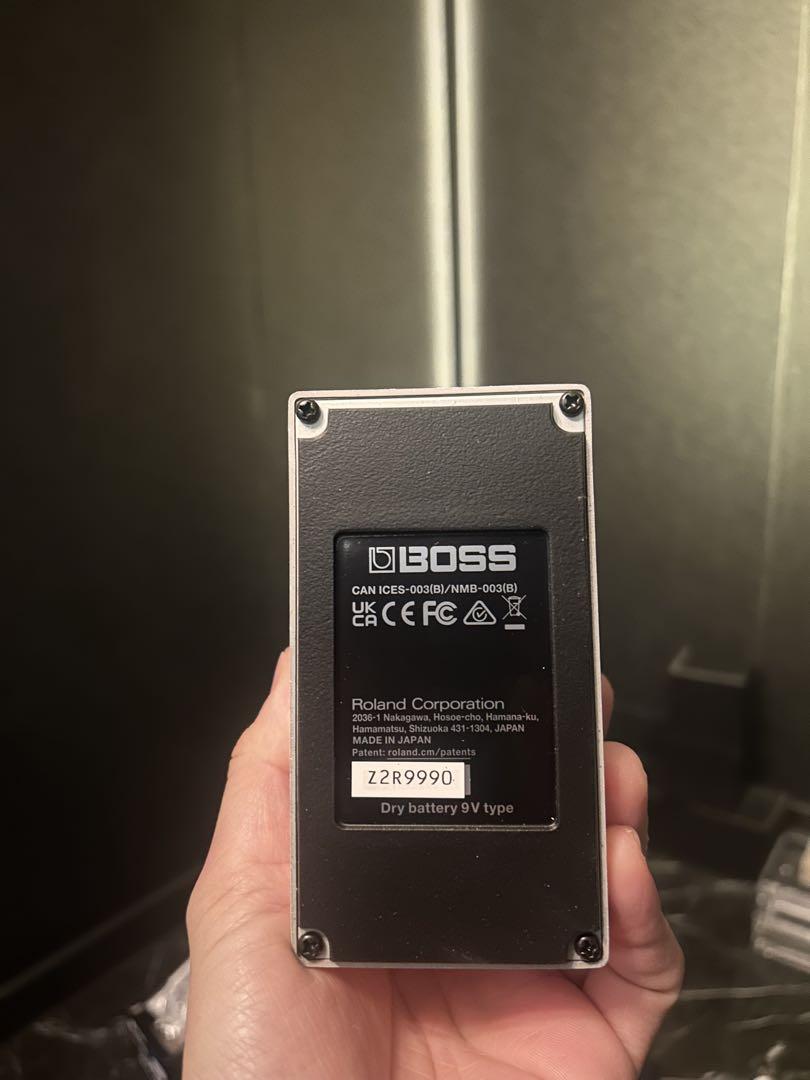 BOSS
CAN ICES-003(B)/NMB-003(B)
UK
CA CE FC
Roland Corporation
2036-1 Nakagawa, Hosoe-cho, Hamana-ku,
Hamamatsu, Shizuoka 431-1304, JAPAN
MADE IN JAPAN
Patent: roland.cm/patents
Z2R9990
Dry battery 9V type